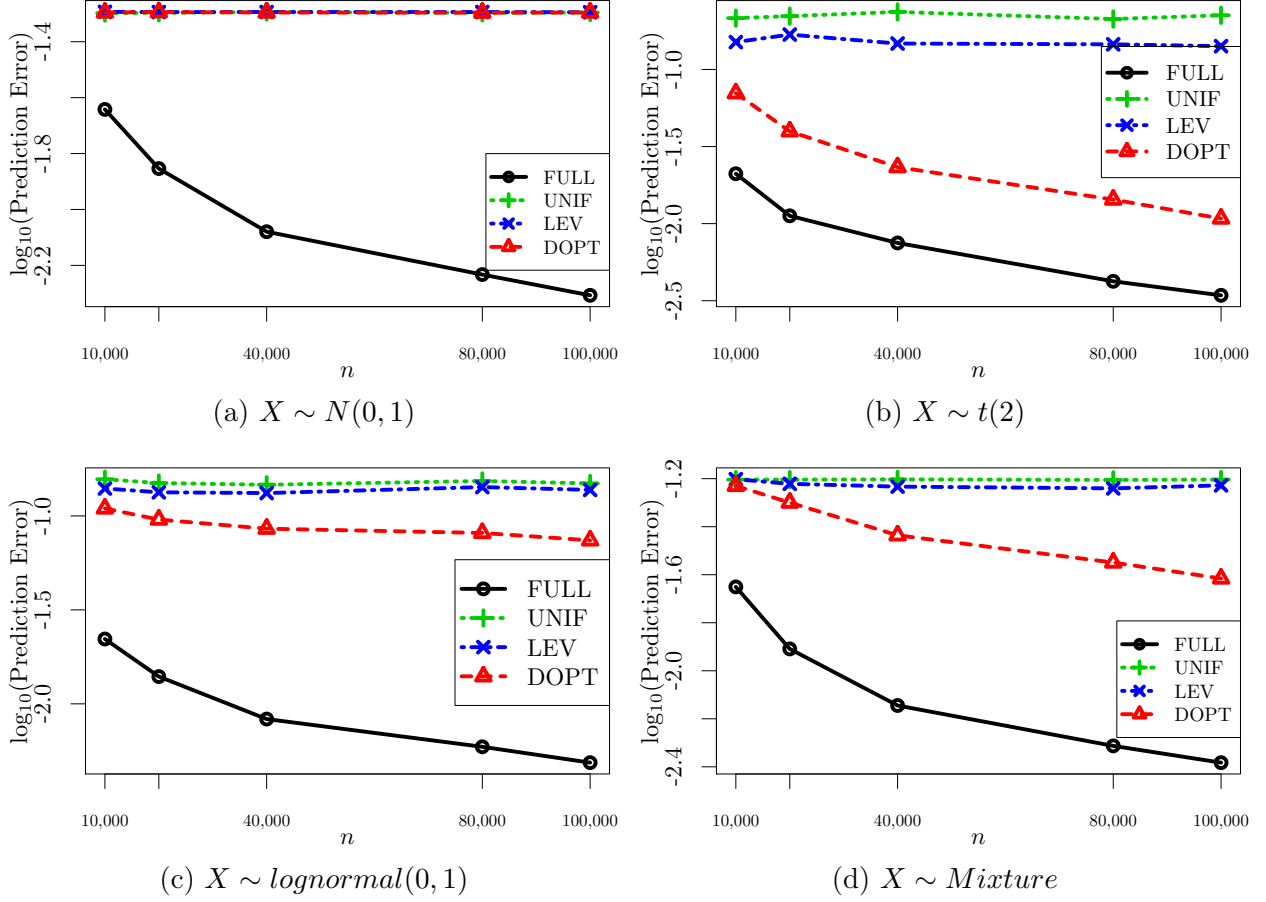 log10(Prediction Error)
-1.4
-1.8
-2.2
FULL
UNIF
LEV
DOPT
10,000 40,000 80,000 100,000
n
(a) X ∼ N(0, 1)
log10(Prediction Error)
-1.0
-1.5
-2.0
-2.5
FULL
UNIF
LEV
DOPT
10,000 40,000 80,000 100,000
n
(b) X ∼ t(2)
log10(Prediction Error)
-1.0
-1.5
-2.0
FULL
UNIF
LEV
DOPT
10,000 40,000 80,000 100,000
n
(c) X ∼ lognormal(0, 1)
log10(Prediction Error)
-1.2
-1.6
-2.0
-2.4
FULL
UNIF
LEV
DOPT
10,000 40,000 80,000 100,000
n
(d) X ∼ Mixture